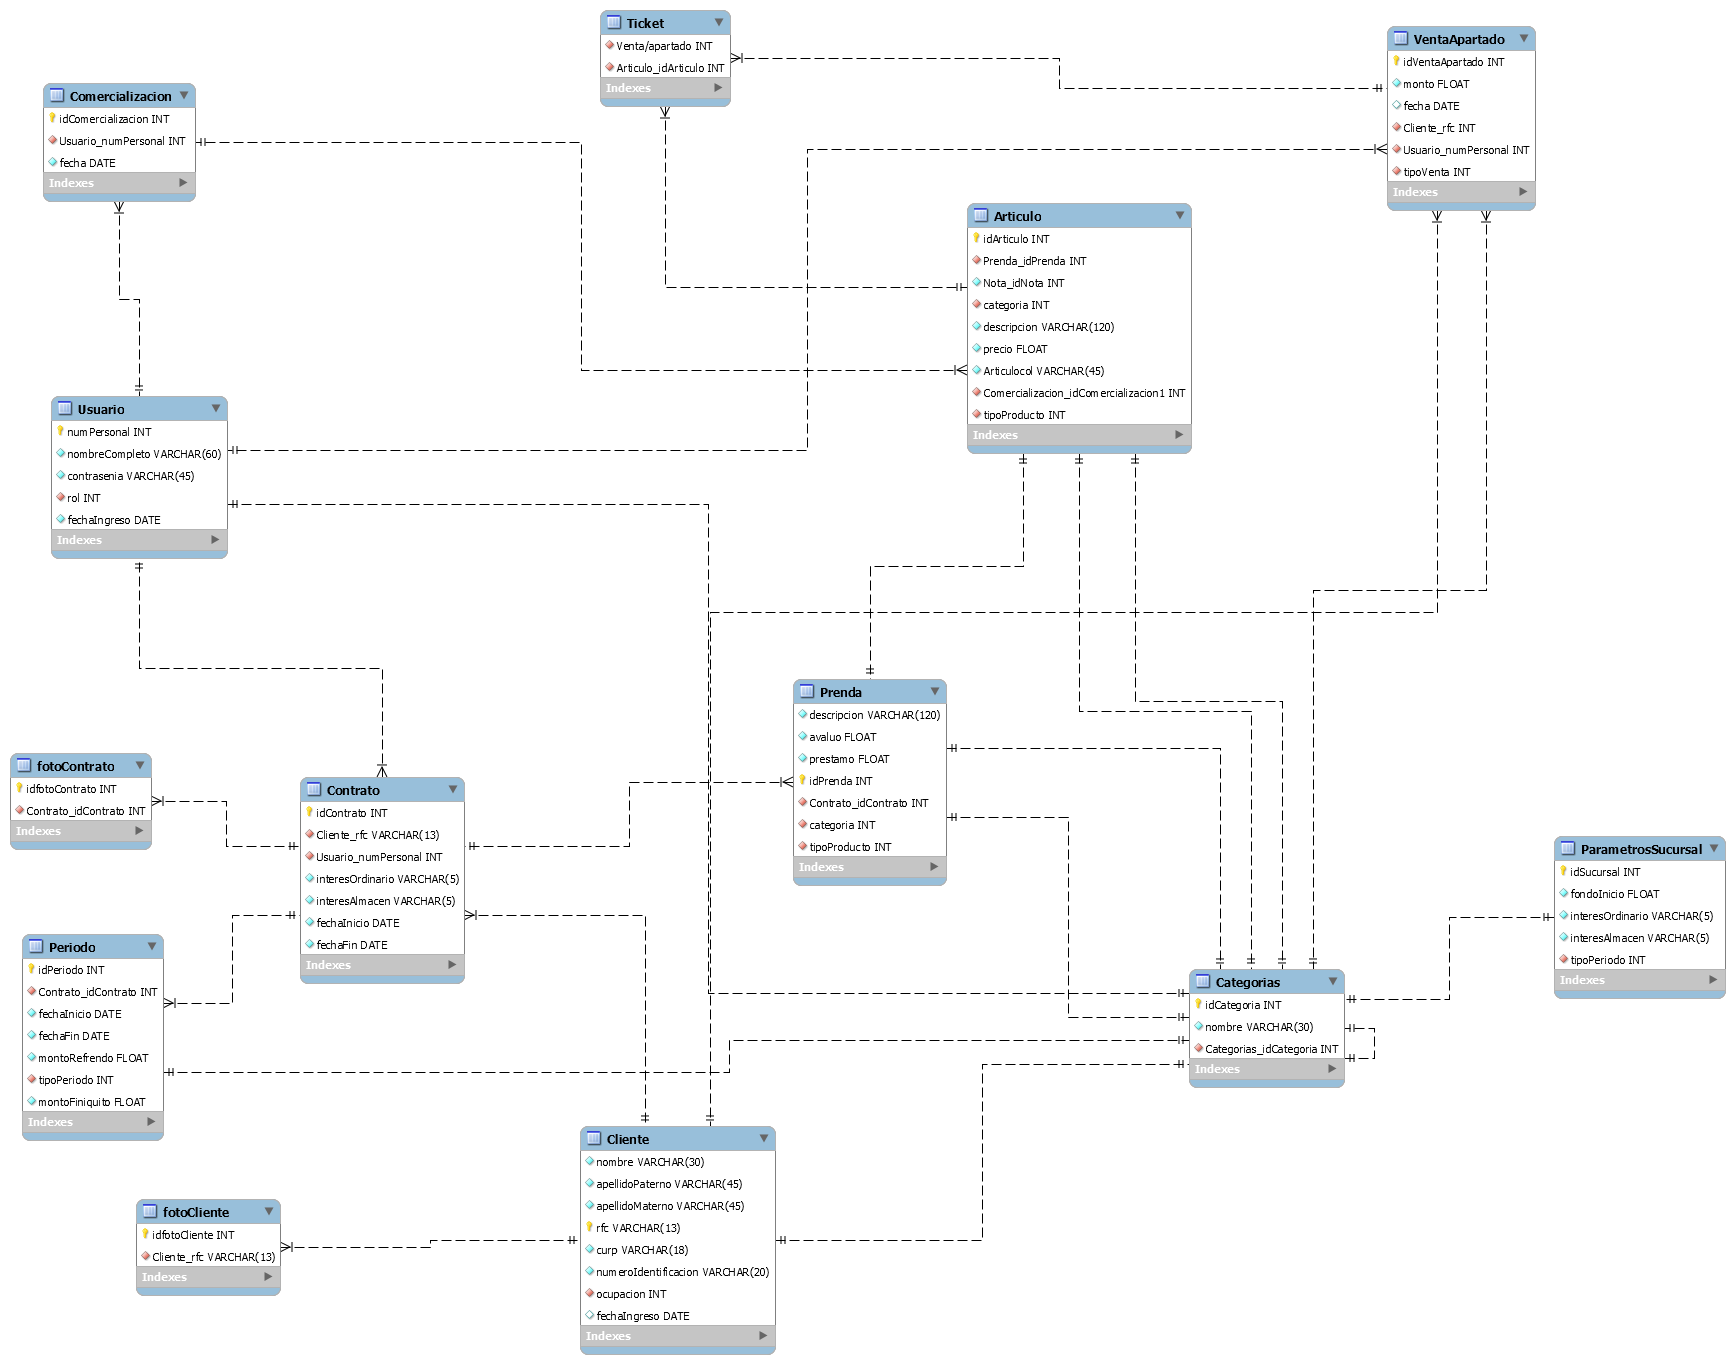 Ticket
Venta/apartado INT
Articulo_idArticulo INT
Indexes
VentaApartado
idVentaApartado INT
monto FLOAT
fecha DATE
Cliente_rfc INT
Usuario_numPersonal INT
tipoVenta INT
Indexes
Comercializacion
idComercializacion INT
Usuario_numPersonal INT
fecha DATE
Indexes
Articulo
idArticulo INT
Prenda_idPrenda INT
Nota_idNota INT
categoria INT
descripcion VARCHAR(120)
precio FLOAT
Articulocol VARCHAR(45)
Comercializacion_idComercializacion1 INT
tipoProducto INT
Indexes
Usuario
numPersonal INT
nombreCompleto VARCHAR(60)
contrasenia VARCHAR(45)
rol INT
fechaIngreso DATE
Indexes
Prenda
descripcion VARCHAR(120)
avaluo FLOAT
prestamo FLOAT
idPrenda INT
Contrato_idContrato INT
categoria INT
tipoProducto INT
Indexes
fotoContrato
idfotoContrato INT
Contrato_idContrato INT
Indexes
Contrato
idContrato INT
Cliente_rfc VARCHAR(13)
Usuario_numPersonal INT
interesOrdinario VARCHAR(5)
interesAlmacen VARCHAR(5)
fechaInicio DATE
fechaFin DATE
Indexes
ParametrosSucursal
idSucursal INT
fondoInicio FLOAT
interesOrdinario VARCHAR(5)
interesAlmacen VARCHAR(5)
tipoPeriodo INT
Indexes
Periodo
idPeriodo INT
Contrato_idContrato INT
fechaInicio DATE
fechaFin DATE
montoRefrendo FLOAT
tipoPeriodo INT
montoFiniquito FLOAT
Indexes
Categorias
idCategoria INT
nombre VARCHAR(30)
Categorias_idCategoria INT
Indexes
Cliente
nombre VARCHAR(30)
apellidoPaterno VARCHAR(45)
apellidoMaterno VARCHAR(45)
rfc VARCHAR(13)
curp VARCHAR(18)
numeroIdentificacion VARCHAR(20)
ocupacion INT
fechaIngreso DATE
Indexes
fotoCliente
idfotoCliente INT
Cliente_rfc VARCHAR(13)
Indexes